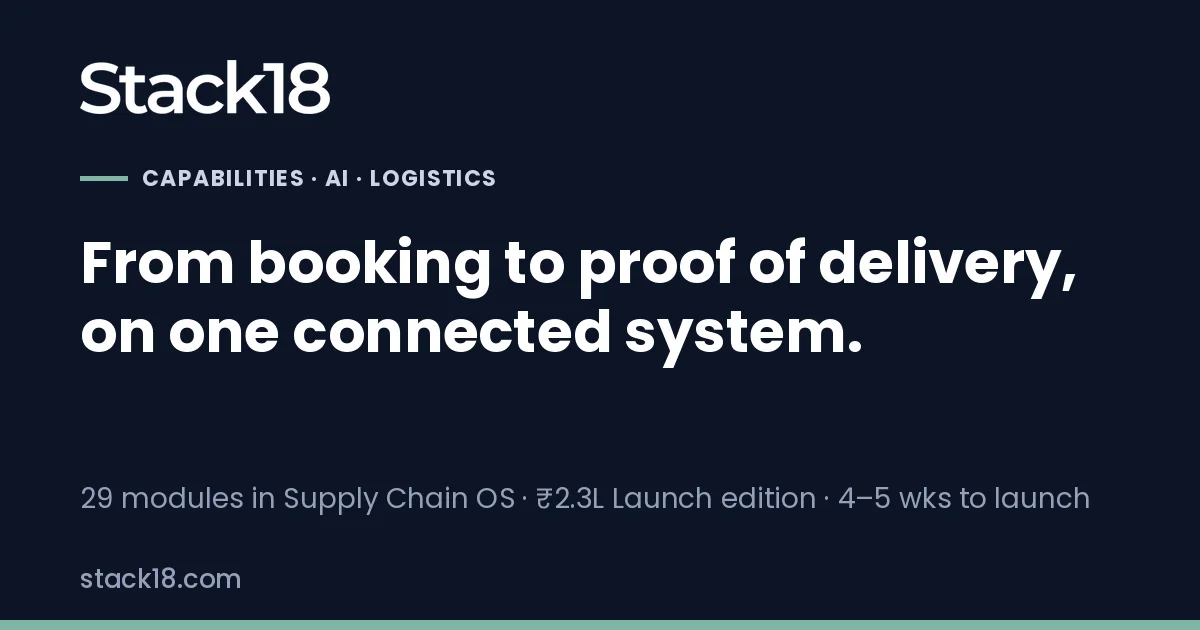 Stack18
CAPABILITIES · AI · LOGISTICS
From booking to proof of delivery,
on one connected system.
29 modules in Supply Chain OS · ₹2.3L Launch edition · 4–5 wks to launch
stack18.com